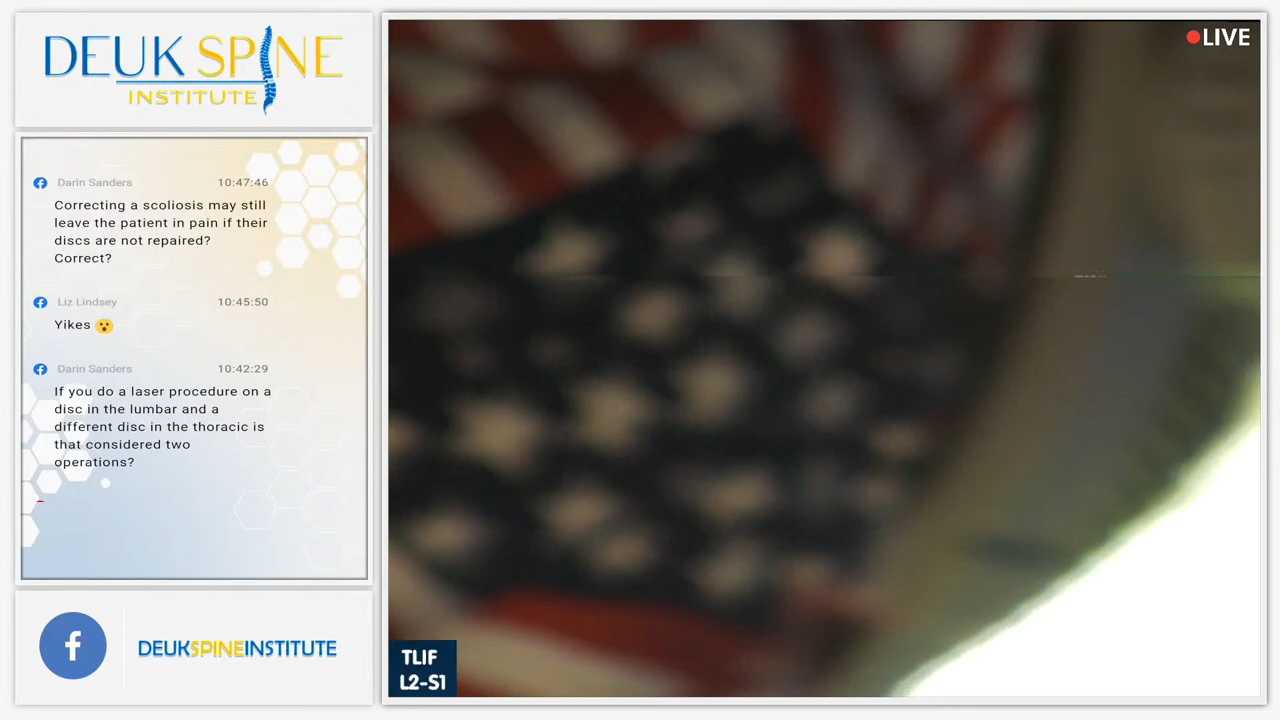 DEUK SPINE
INSTITUTE
Darin Sanders 10:47:46
Correcting a scoliosis may still
leave the patient in pain if their
discs are not repaired?
Correct?
Liz Lindsey 10:45:50
Yikes 😮
Darin Sanders 10:42:29
If you do a laser procedure on a
disc in the lumbar and a
different disc in the thoracic is
that considered two
operations?
DEUKSPINEINSTITUTE
LIVE
TLIF
L2-S1